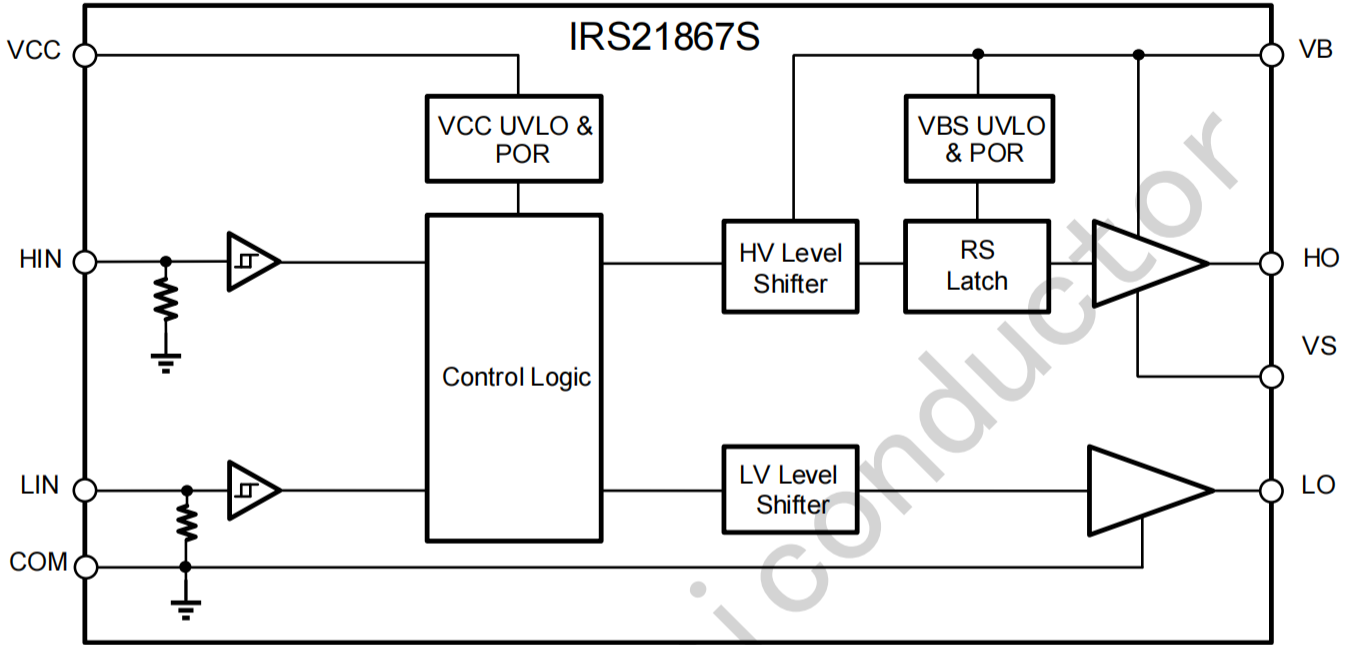 IRS21867S
VCC
VB
VCC UVLO &
POR
VBS UVLO
& POR
HIN
HV Level
Shifter
RS
Latch
HO
VS
Control Logic
LIN
LV Level
Shifter
LO
COM
iconductor